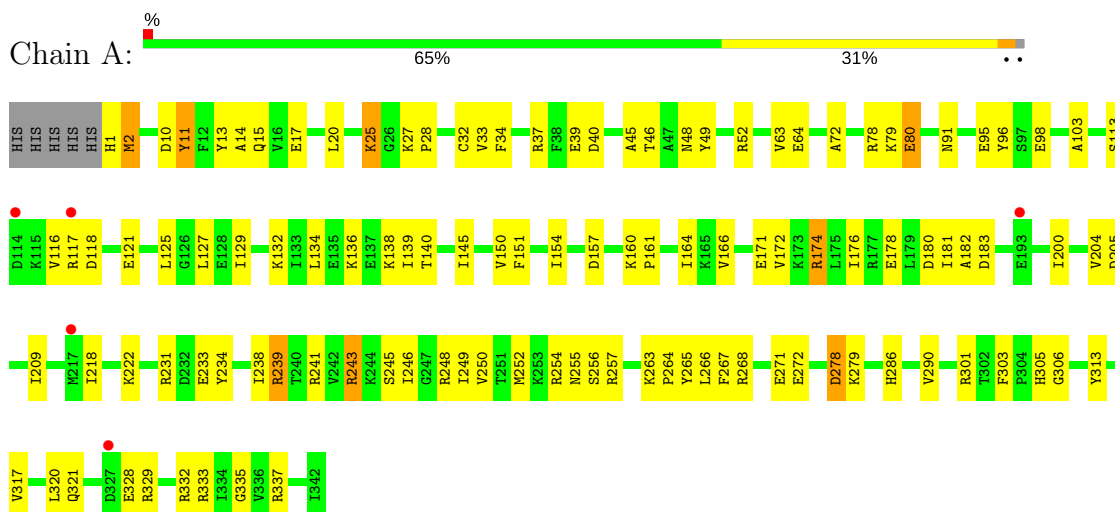 %
Chain A:
65% 31% • •
HIS HIS HIS HIS HIS H1 M2 D10 Y11 F12 Y13 A14 Q15 V16 E17 L20 K25 G26 K27 P28 C32 V33 F34 R37 F38 E39 D40 A45 T46 A47 N48 Y49 R52 V63 E64 A72 R78 K79 E80 N91 E95 Y96 S97 E98 A103 S113
D114 K115 V116 R117 D118 E121 L125 G126 L127 E128 I129 K132 I133 L134 E135 K136 E137 K138 I139 T140 I145 V150 F151 I154 D157 K160 P161 I164 K165 V166 E171 V172 K173 R174 L175 I176 R177 E178 L179 D180 I181 A182 D183 E193 I200 V204 D205
I209 M217 I218 K222 R231 D232 E233 Y234 I238 R239 T240 R241 V242 R243 K244 S245 I246 G247 R248 I249 V250 T251 M252 K253 R254 N255 S256 R257 K263 P264 Y265 L266 F267 R268 E271 E272 D278 K279 H286 V290 R301 T302 F303 P304 H305 G306 Y313
V317 L320 Q321 D327 E328 R329 R332 R333 I334 G335 V336 R337 I342